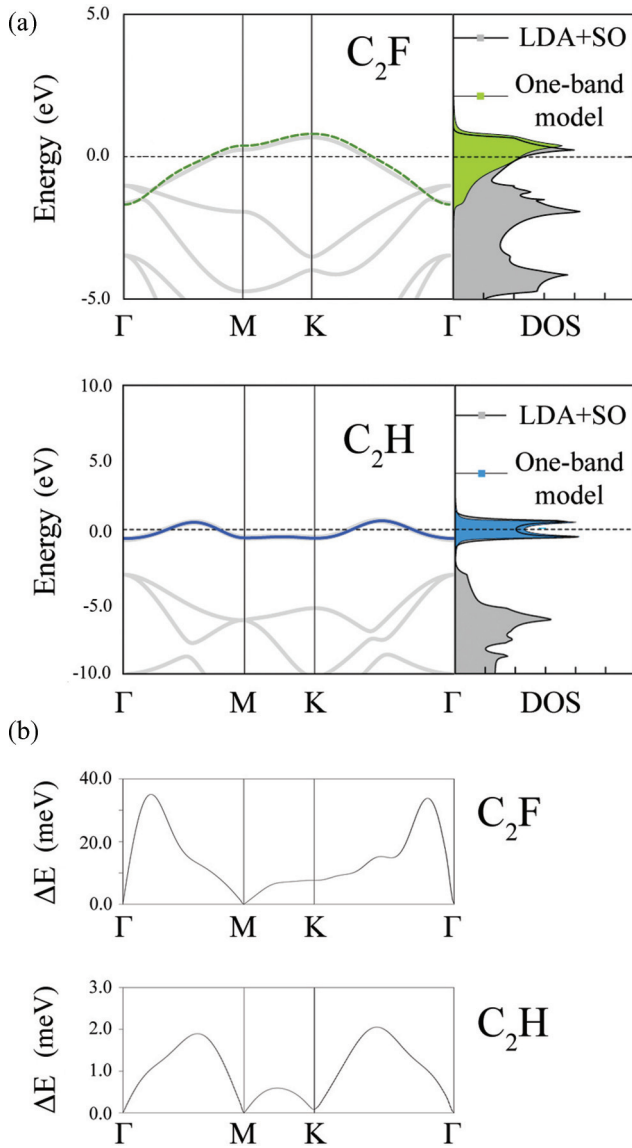 (a)
5.0
0.0
-5.0
Energy (eV)
C₂F
LDA+SO
One-band
model
Γ M K Γ DOS
10.0
5.0
0.0
-5.0
-10.0
Energy (eV)
C₂H
LDA+SO
One-band
model
Γ M K Γ DOS
(b)
40.0
20.0
0.0
ΔE (meV)
C₂F
Γ M K Γ
3.0
2.0
1.0
0.0
ΔE (meV)
C₂H
Γ M K Γ